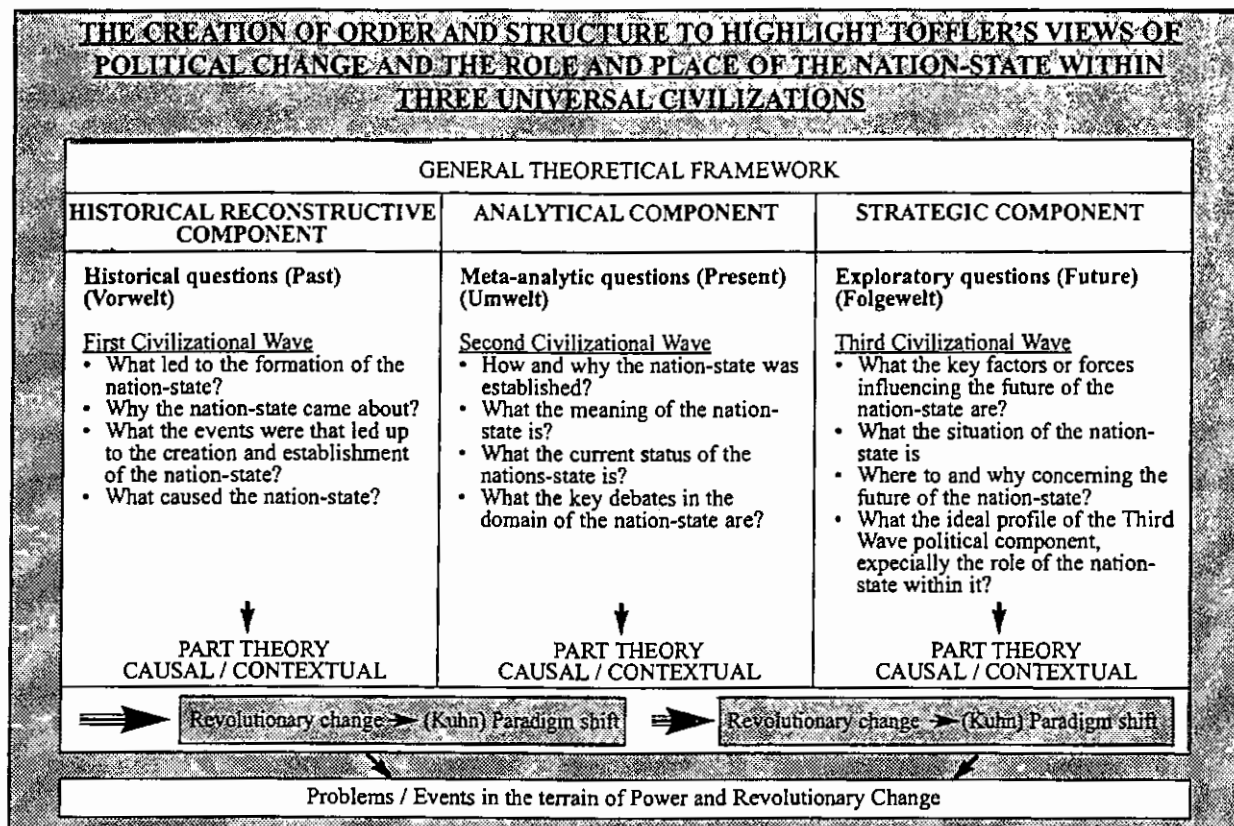 THE CREATION OF ORDER AND STRUCTURE TO HIGHLIGHT TOFFLER'S VIEWS OF
POLITICAL CHANGE AND THE ROLE AND PLACE OF THE NATION-STATE WITHIN
THREE UNIVERSAL CIVILIZATIONS
GENERAL THEORETICAL FRAMEWORK
HISTORICAL RECONSTRUCTIVE
COMPONENT
Historical questions (Past)
(Vorwelt)
First Civilizational Wave
• What led to the formation of the
nation-state?
• Why the nation-state came about?
• What the events were that led up
to the creation and establishment
of the nation-state?
• What caused the nation-state?
PART THEORY
CAUSAL / CONTEXTUAL
ANALYTICAL COMPONENT
Meta-analytic questions (Present)
(Umwelt)
Second Civilizational Wave
• How and why the nation-state was
established?
• What the meaning of the nation-
state is?
• What the current status of the
nations-state is?
• What the key debates in the
domain of the nation-state are?
PART THEORY
CAUSAL / CONTEXTUAL
STRATEGIC COMPONENT
Exploratory questions (Future)
(Folgewelt)
Third Civilizational Wave
• What the key factors or forces
influencing the future of the
nation-state are?
• What the situation of the nation-
state is
• Where to and why concerning the
future of the nation-state?
• What the ideal profile of the Third
Wave political component,
expecially the role of the nation-
state within it?
PART THEORY
CAUSAL / CONTEXTUAL
Revolutionary change → (Kuhn) Paradigm shift
Revolutionary change → (Kuhn) Paradigm shift
Problems / Events in the terrain of Power and Revolutionary Change